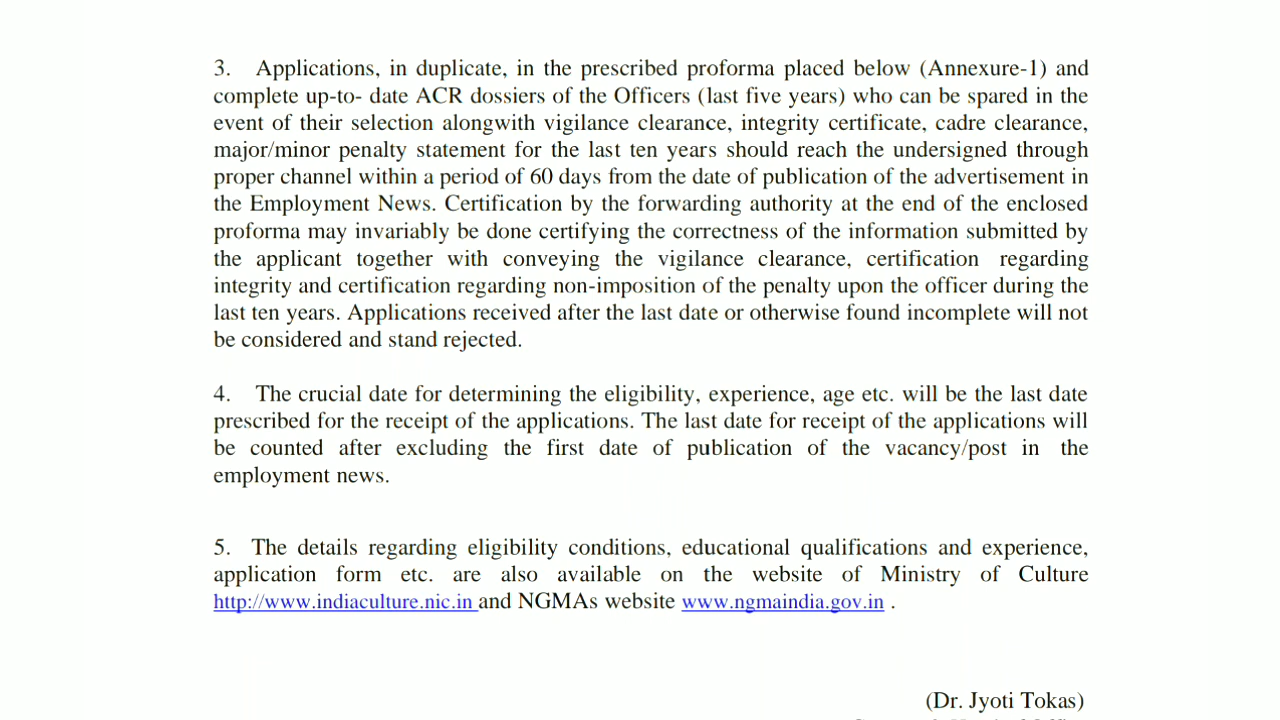 3. Applications, in duplicate, in the prescribed proforma placed below (Annexure-1) and
complete up-to- date ACR dossiers of the Officers (last five years) who can be spared in the
event of their selection alongwith vigilance clearance, integrity certificate, cadre clearance,
major/minor penalty statement for the last ten years should reach the undersigned through
proper channel within a period of 60 days from the date of publication of the advertisement in
the Employment News. Certification by the forwarding authority at the end of the enclosed
proforma may invariably be done certifying the correctness of the information submitted by
the applicant together with conveying the vigilance clearance, certification regarding
integrity and certification regarding non-imposition of the penalty upon the officer during the
last ten years. Applications received after the last date or otherwise found incomplete will not
be considered and stand rejected.
4. The crucial date for determining the eligibility, experience, age etc. will be the last date
prescribed for the receipt of the applications. The last date for receipt of the applications will
be counted after excluding the first date of publication of the vacancy/post in the
employment news.
5. The details regarding eligibility conditions, educational qualifications and experience,
application form etc. are also available on the website of Ministry of Culture
http://www.indiaculture.nic.in and NGMAs website www.ngmaindia.gov.in .
(Dr. Jyoti Tokas)